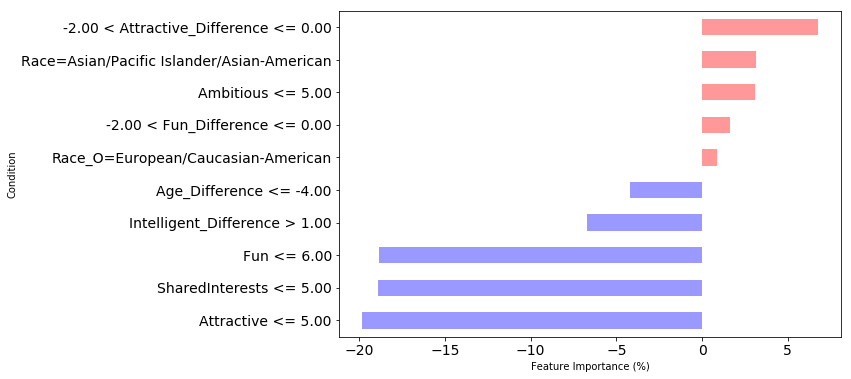 -2.00 < Attractive_Difference <= 0.00
Race=Asian/Pacific Islander/Asian-American
Ambitious <= 5.00
-2.00 < Fun_Difference <= 0.00
Race_O=European/Caucasian-American
Age_Difference <= -4.00
Intelligent_Difference > 1.00
Fun <= 6.00
SharedInterests <= 5.00
Attractive <= 5.00
Condition
−20 −15 −10 −5 0 5
Feature Importance (%)